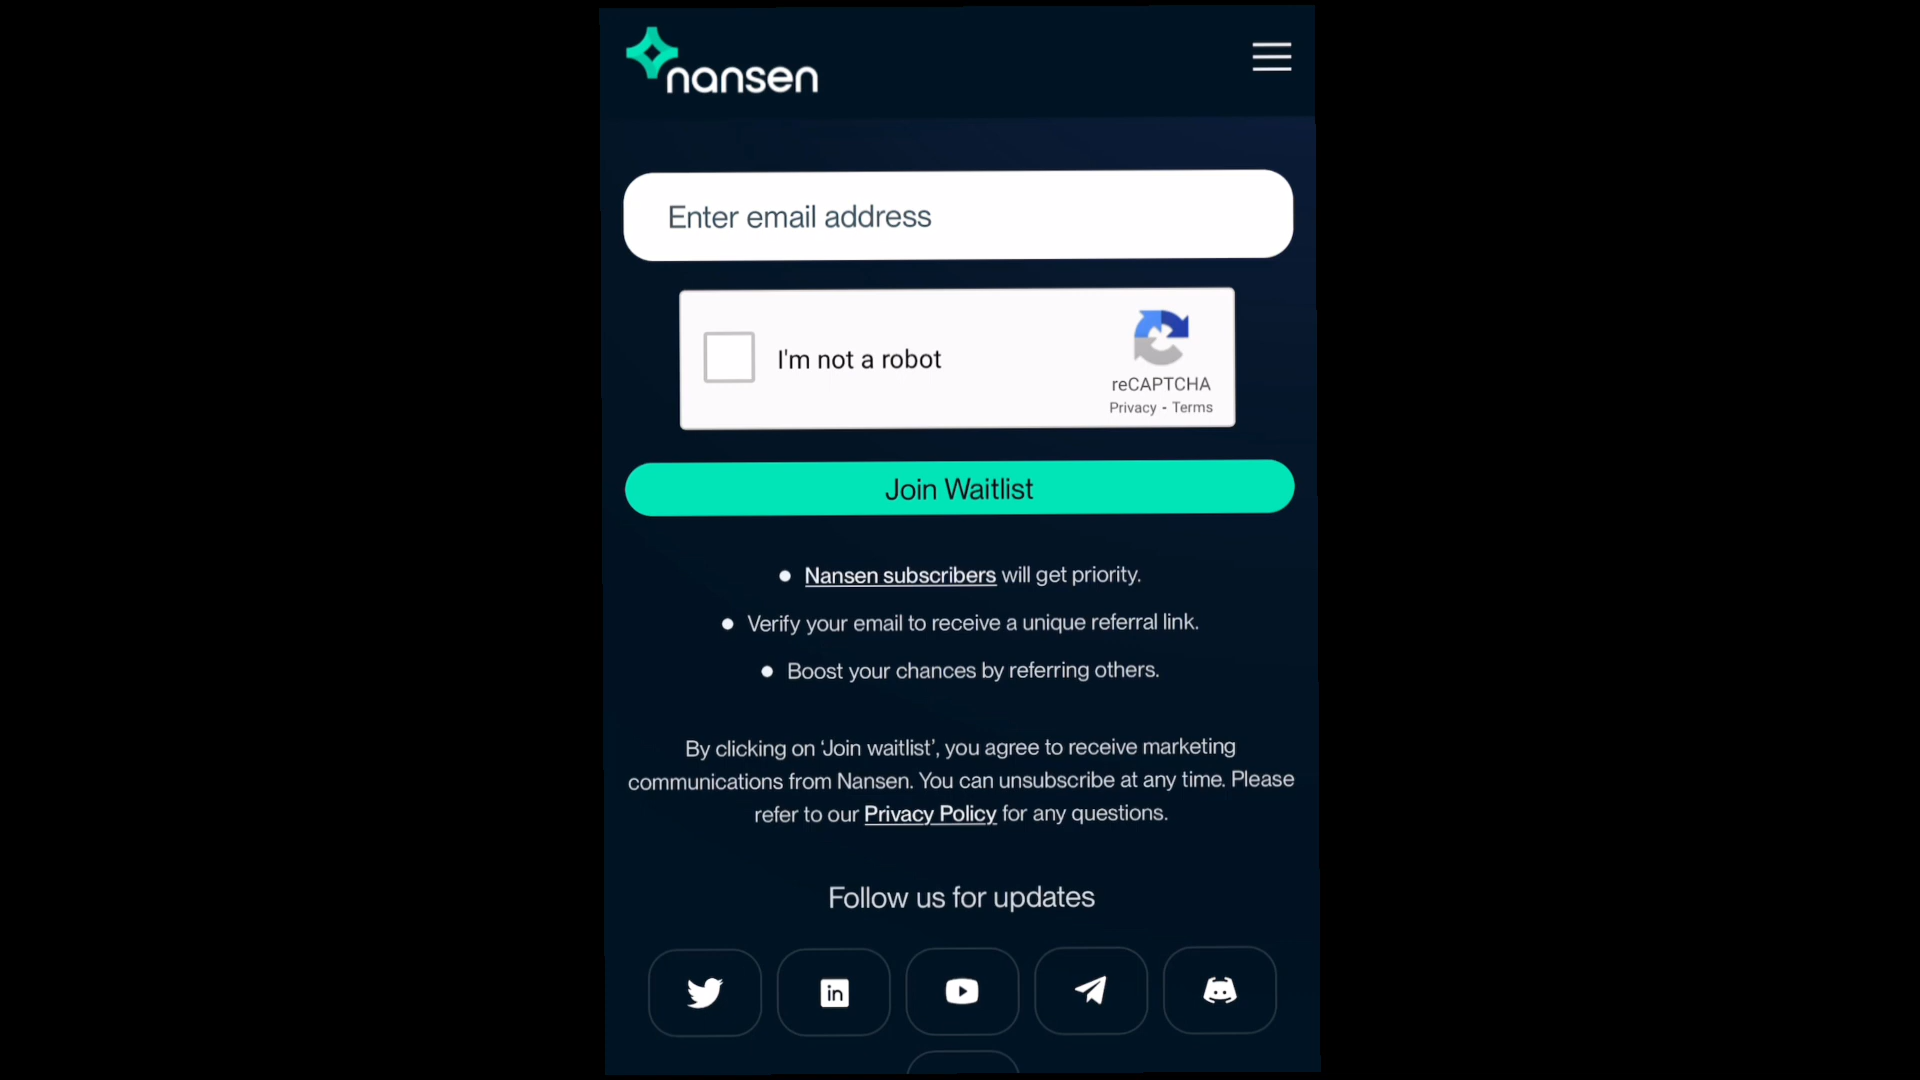 nansen
Enter email address
I'm not a robot
reCAPTCHA
Privacy - Terms
Join Waitlist
Nansen subscribers will get priority.
Verify your email to receive a unique referral link.
Boost your chances by referring others.
By clicking on ‘Join waitlist’, you agree to receive marketing
communications from Nansen. You can unsubscribe at any time. Please
refer to our Privacy Policy for any questions.
Follow us for updates
in